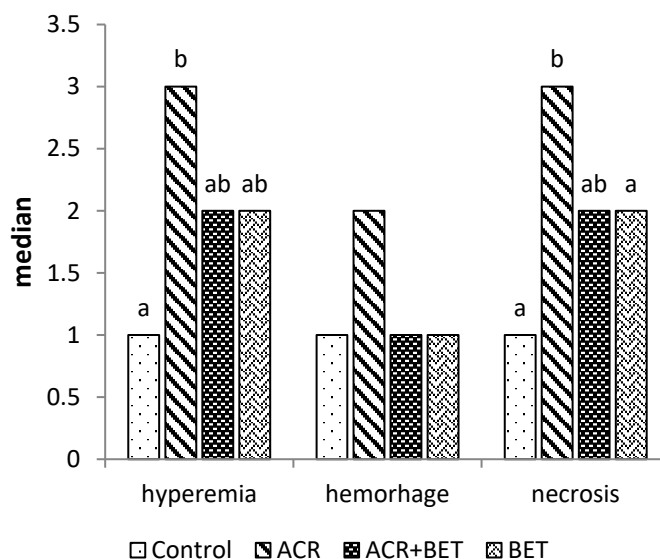 3.5
b
b
3
2.5
ab ab
ab
a
2
median
1.5
a
a
1
0.5
0
hyperemia hemorhage necrosis
Control ACR ACR+BET BET